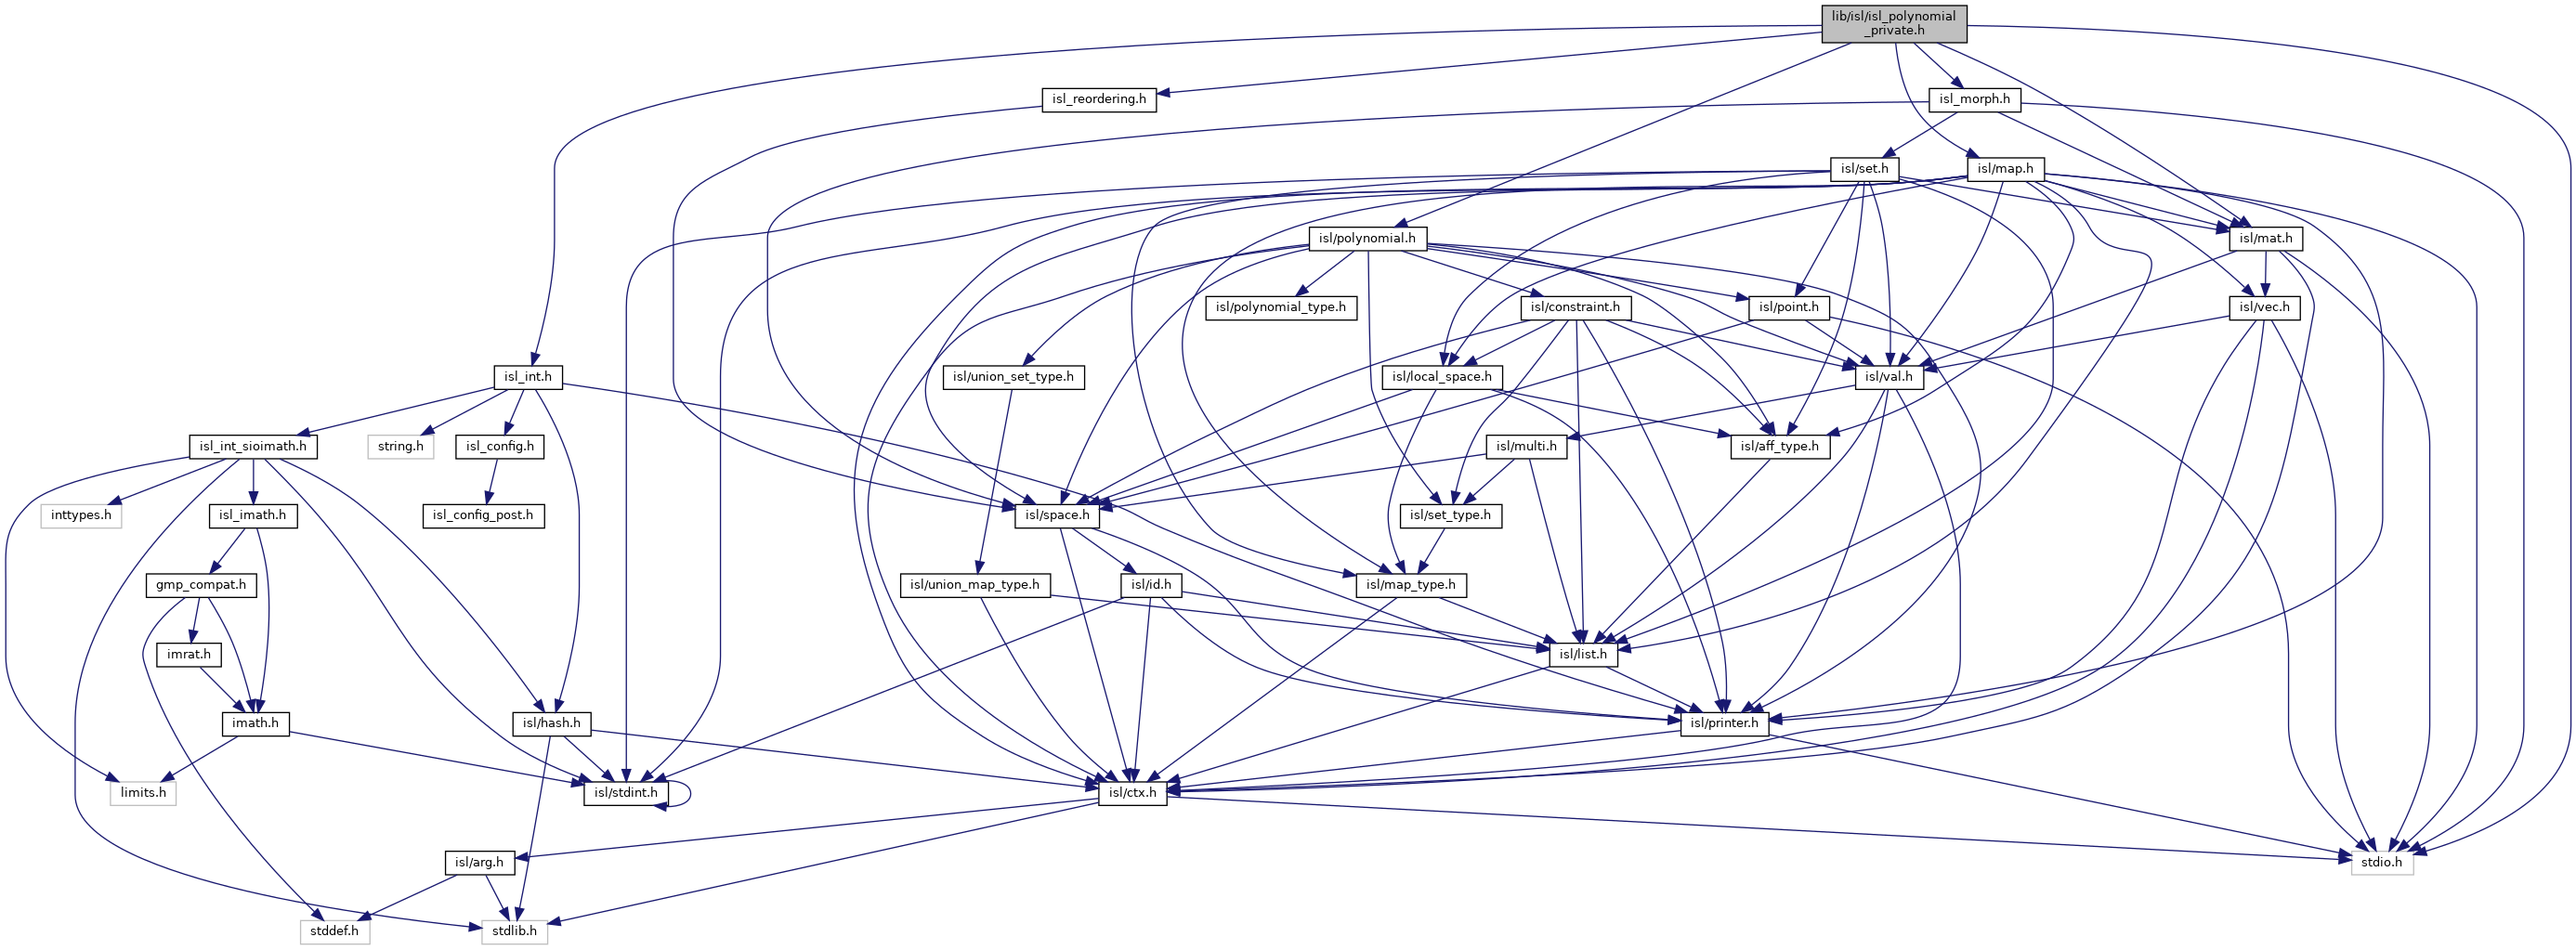 lib/isl/isl_polynomial
_private.h
isl_reordering.h
isl_morph.h
isl/set.h
isl/map.h
isl/polynomial.h
isl/mat.h
isl/polynomial_type.h
isl/constraint.h
isl/point.h
isl/vec.h
isl_int.h
isl/union_set_type.h
isl/local_space.h
isl/val.h
isl_int_sioimath.h
string.h
isl_config.h
isl/multi.h
isl/aff_type.h
inttypes.h
isl_imath.h
isl_config_post.h
isl/space.h
isl/set_type.h
gmp_compat.h
isl/union_map_type.h
isl/id.h
isl/map_type.h
imrat.h
isl/list.h
imath.h
isl/hash.h
isl/printer.h
limits.h
isl/stdint.h
isl/ctx.h
isl/arg.h
stdio.h
stddef.h
stdlib.h